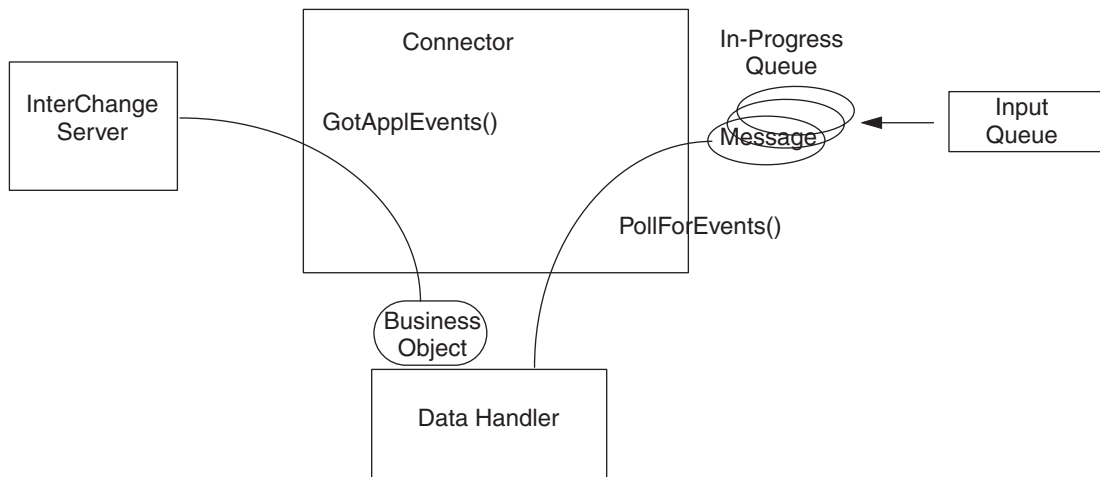 Connector
In-Progress
Queue
InterChange
Server
GotApplEvents()
Message
Input
Queue
PollForEvents()
Business
Object
Data Handler